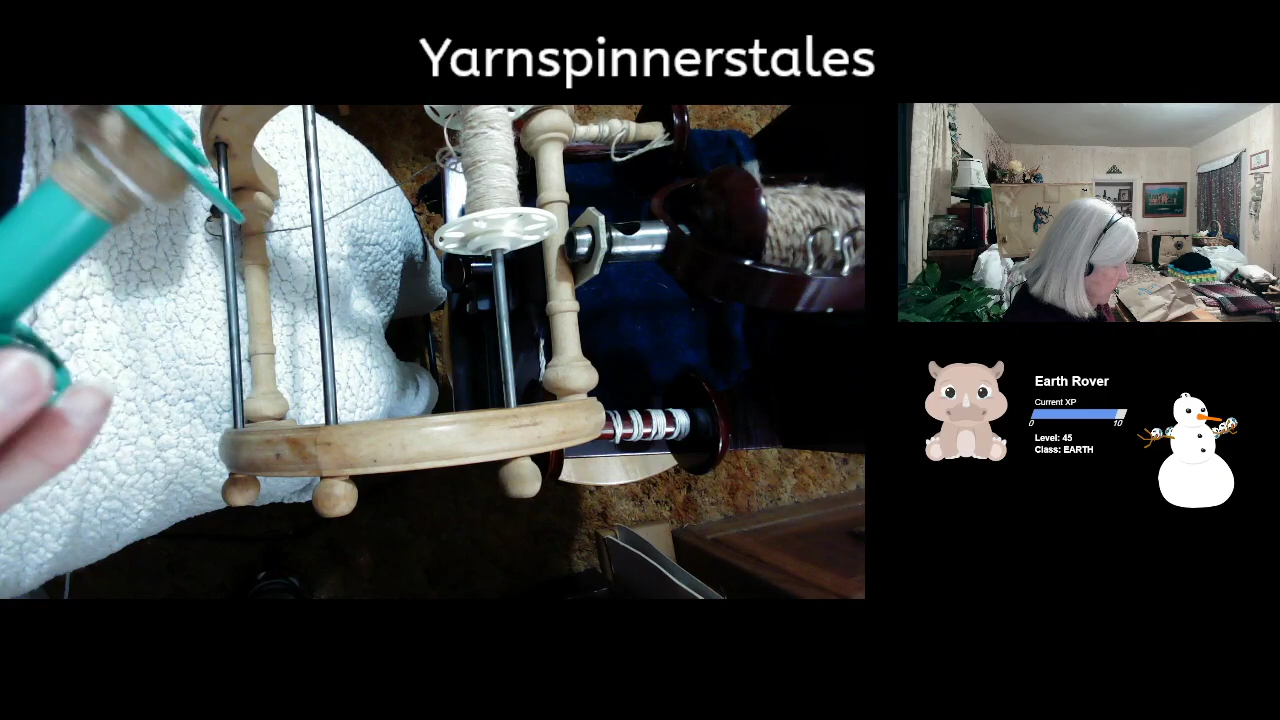 Yarnspinnerstales
Earth Rover
Current XP
0 10
Level: 45
Class: EARTH